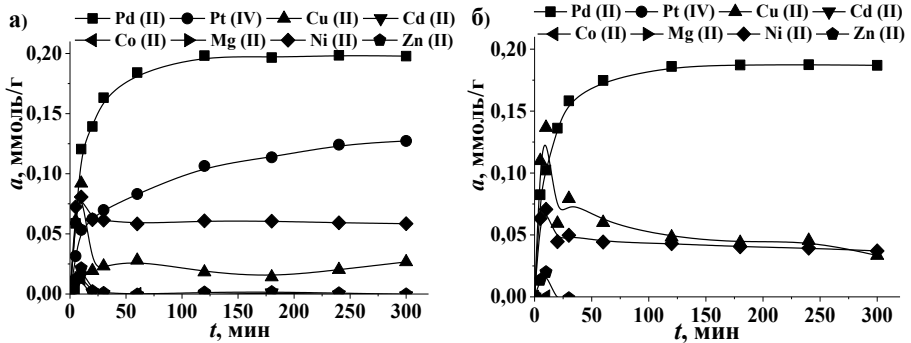 а)
Pd (II) Pt (IV) Cu (II) Cd (II)
Co (II) Mg (II) Ni (II) Zn (II)
a, ммоль/г
0,20
0,15
0,10
0,05
0,00
0 50 100 150 200 250 300
t, мин
б)
Pd (II) Pt (IV) Cu (II) Cd (II)
Co (II) Mg (II) Ni (II) Zn (II)
a, ммоль/г
0,20
0,15
0,10
0,05
0,00
0 50 100 150 200 250 300
t, мин